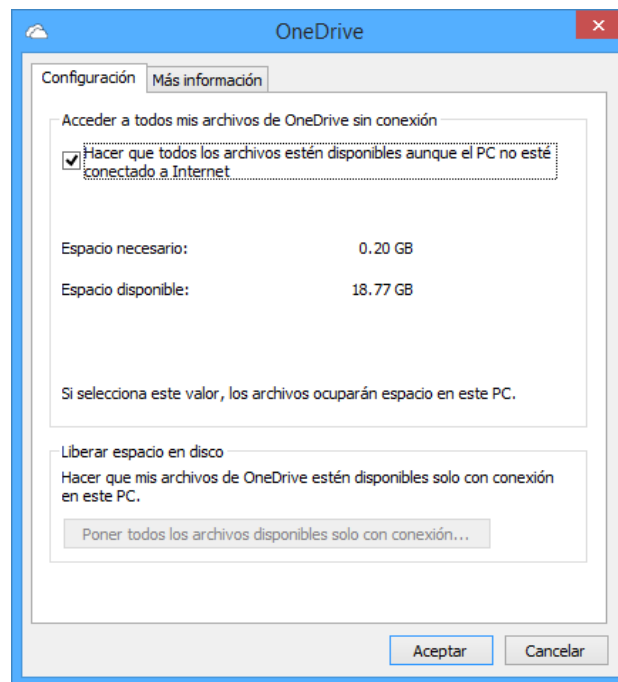 OneDrive
Configuración
Más información
Acceder a todos mis archivos de OneDrive sin conexión
Hacer que todos los archivos estén disponibles aunque el PC no esté
conectado a Internet
Espacio necesario: 0.20 GB
Espacio disponible: 18.77 GB
Si selecciona este valor, los archivos ocuparán espacio en este PC.
Liberar espacio en disco
Hacer que mis archivos de OneDrive estén disponibles solo con conexión
en este PC.
Poner todos los archivos disponibles solo con conexión...
Aceptar
Cancelar